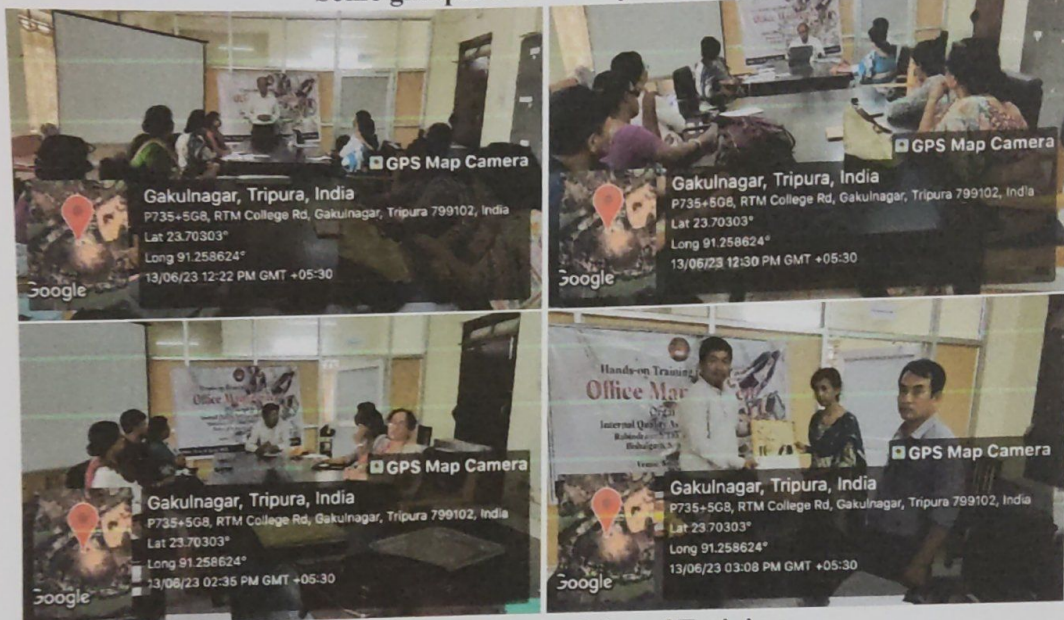 GPS Map Camera
Gakulnagar, Tripura, India
P735+5G8, RTM College Rd, Gakulnagar, Tripura 799102, India
Lat 23.70303°
Long 91.258624°
13/06/23 12:22 PM GMT +05:30
Google
GPS Map Camera
Gakulnagar, Tripura, India
P735+5G8, RTM College Rd, Gakulnagar, Tripura 799102, India
Lat 23.70303°
Long 91.258624°
13/06/23 12:30 PM GMT +05:30
Google
GPS Map Camera
Gakulnagar, Tripura, India
P735+5G8, RTM College Rd, Gakulnagar, Tripura 799102, India
Lat 23.70303°
Long 91.258624°
13/06/23 02:35 PM GMT +05:30
Google
Hands-on Training
Office
Internal Quality
GPS Map Camera
Gakulnagar, Tripura, India
P735+5G8, RTM College Rd, Gakulnagar, Tripura 799102, India
Lat 23.70303°
Long 91.258624°
13/06/23 03:08 PM GMT +05:30
Google